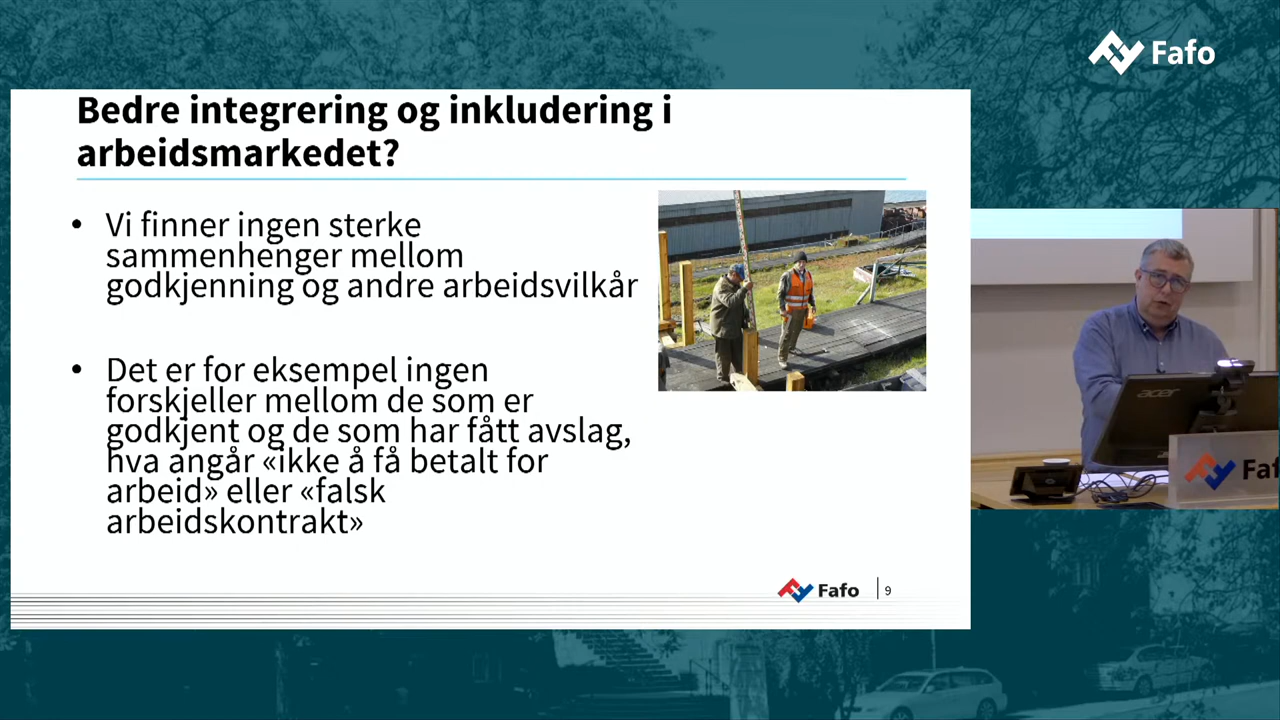 Fafo
Bedre integrering og inkludering i
arbeidsmarkedet?
• Vi finner ingen sterke
sammenhenger mellom
godkjenning og andre arbeidsvilkår
• Det er for eksempel ingen
forskjeller mellom de som er
godkjent og de som har fått avslag,
hva angår «ikke å få betalt for
arbeid» eller «falsk
arbeidskontrakt»
Fafo
9
acer
Faf